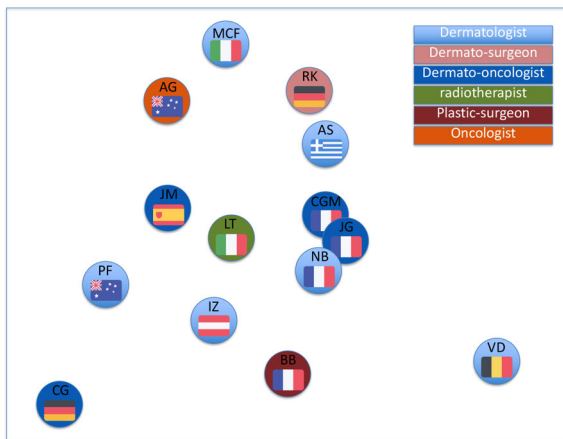 MCF
Dermatologist
Dermato-surgeon
Dermato-oncologist
radiotherapist
Plastic-surgeon
Oncologist
RK
AG
AS
JM
CGM
LT
JG
NB
PF
IZ
VD
BB
CG